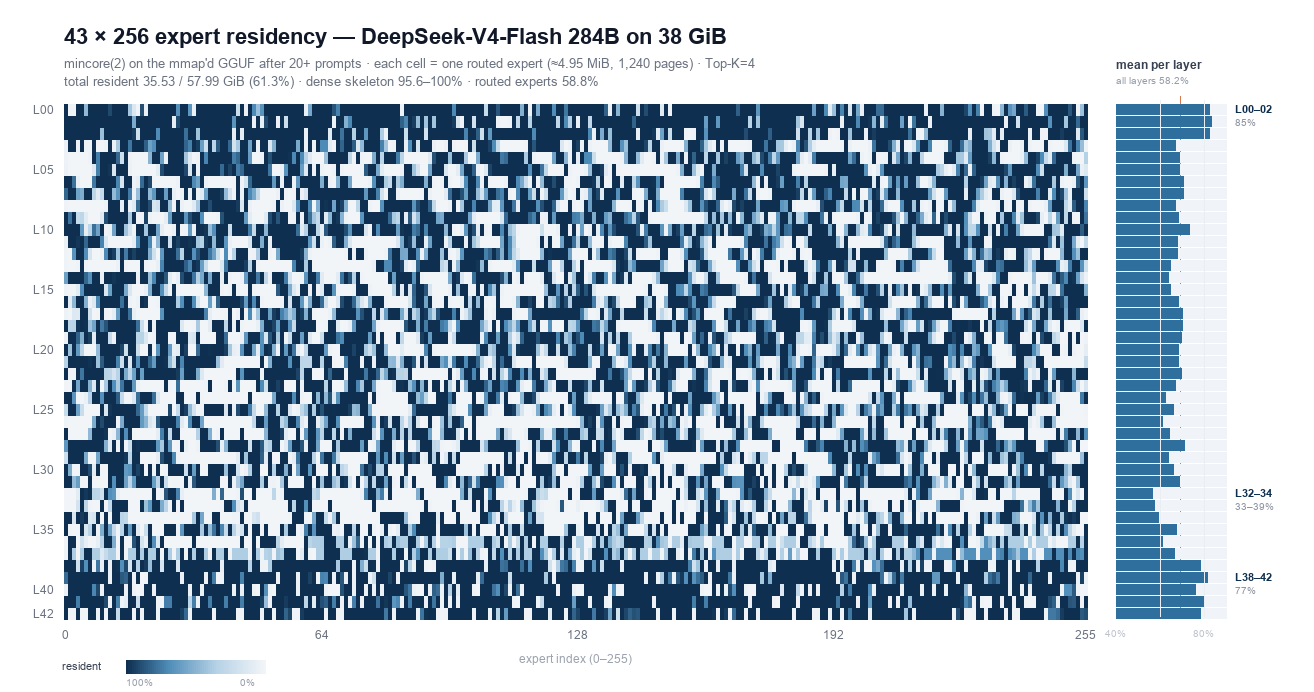 43 × 256 expert residency — DeepSeek-V4-Flash 284B on 38 GiB
mincore(2) on the mmap'd GGUF after 20+ prompts · each cell = one routed expert (≈4.95 MiB, 1,240 pages) · Top-K=4
total resident 35.53 / 57.99 GiB (61.3%) · dense skeleton 95.6–100% · routed experts 58.8%
mean per layer
all layers 58.2%
L00
L05
L10
L15
L20
L25
L30
L35
L40
L42
L00–02
85%
L32–34
33–39%
L38–42
77%
0
64
128
192
255
40%
80%
expert index (0–255)
resident
100%
0%